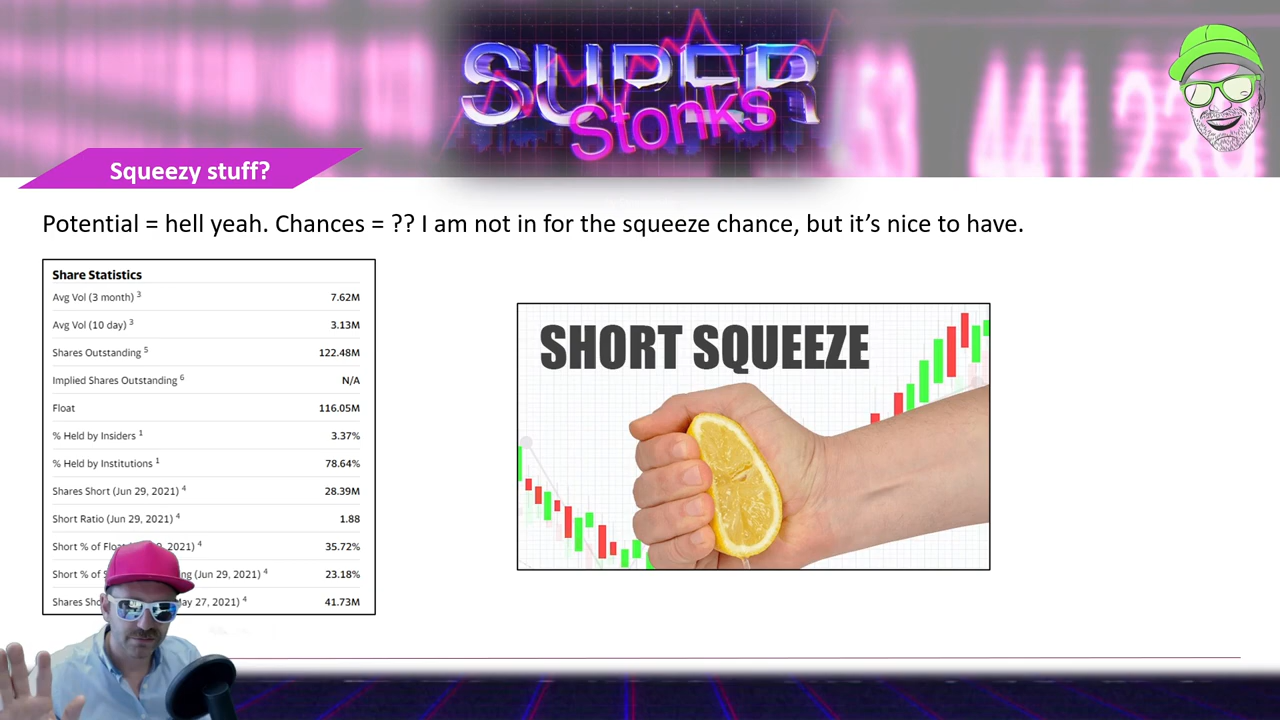 SUPER
Stonks
441 23
Squeezy stuff?
Potential = hell yeah. Chances = ?? I am not in for the squeeze chance, but it's nice to have.
Share Statistics
Avg Vol (3 month) 3 7.62M
Avg Vol (10 day) 3 3.13M
Shares Outstanding 5 122.48M
Implied Shares Outstanding 6 N/A
Float 116.05M
% Held by Insiders 1 3.37%
% Held by Institutions 1 78.64%
Shares Short (Jun 29, 2021) 4 28.39M
Short Ratio (Jun 29, 2021) 4 1.88
Short % of 2021) 4 35.72%
Short % of (Jun 29, 2021) 4 23.18%
Shares 27, 2021) 4 41.73M
SHORT SQUEEZE